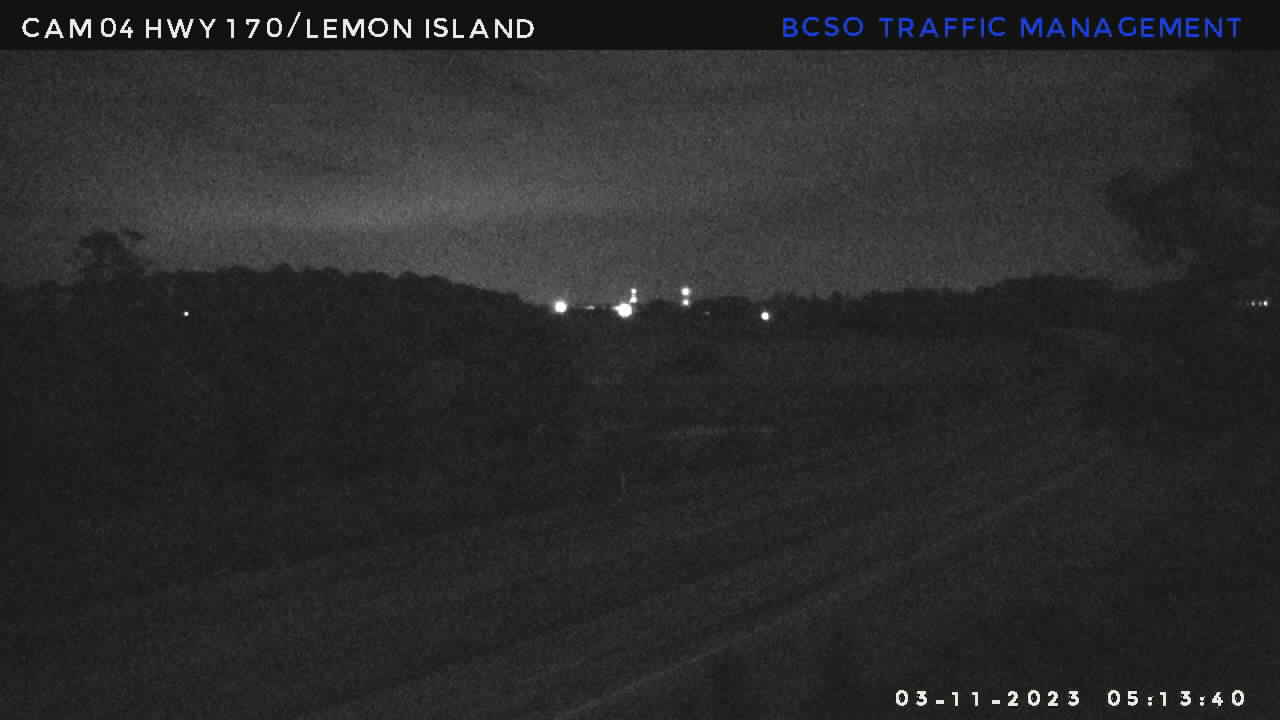 CAM04 HWY 170/LEMON ISLAND
BCSO TRAFFIC MANAGEMENT
03-11-2023 05:13:40